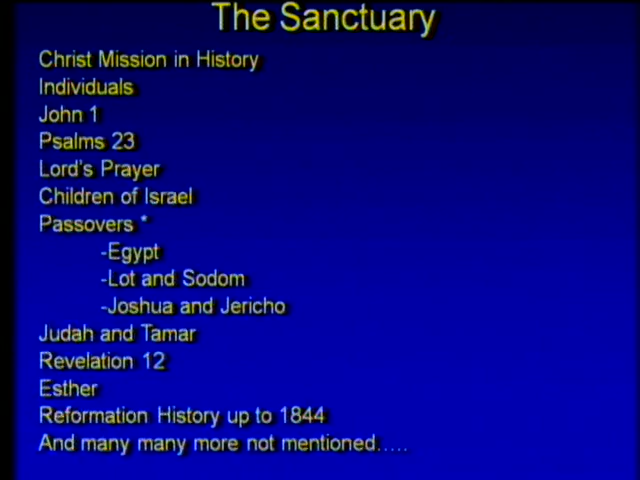 The Sanctuary
Christ Mission in History
Individuals
John 1
Psalms 23
Lord's Prayer
Children of Israel
Passovers *
-Egypt
-Lot and Sodom
-Joshua and Jericho
Judah and Tamar
Revelation 12
Esther
Reformation History up to 1844
And many many more not mentioned.....